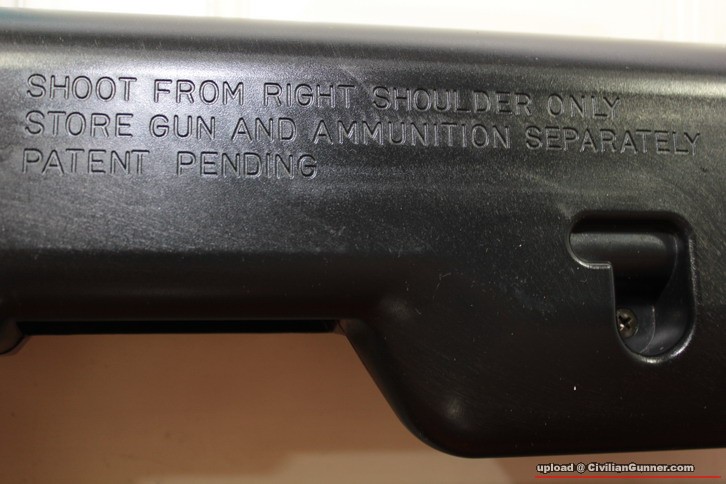 SHOOT FROM RIGHT SHOULDER ONLY
STORE GUN AND AMMUNITION SEPARATELY
PATENT PENDING
upload @ CivilianGunner.com